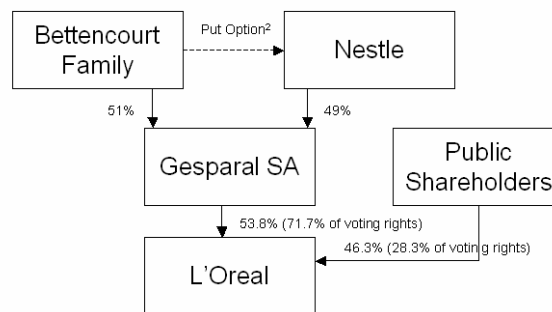 Bettencourt
Family
Put Option²
Nestle
51%
49%
Gesparal SA
Public
Shareholders
53.8% (71.7% of voting rights)
46.3% (28.3% of voting rights)
L'Oreal